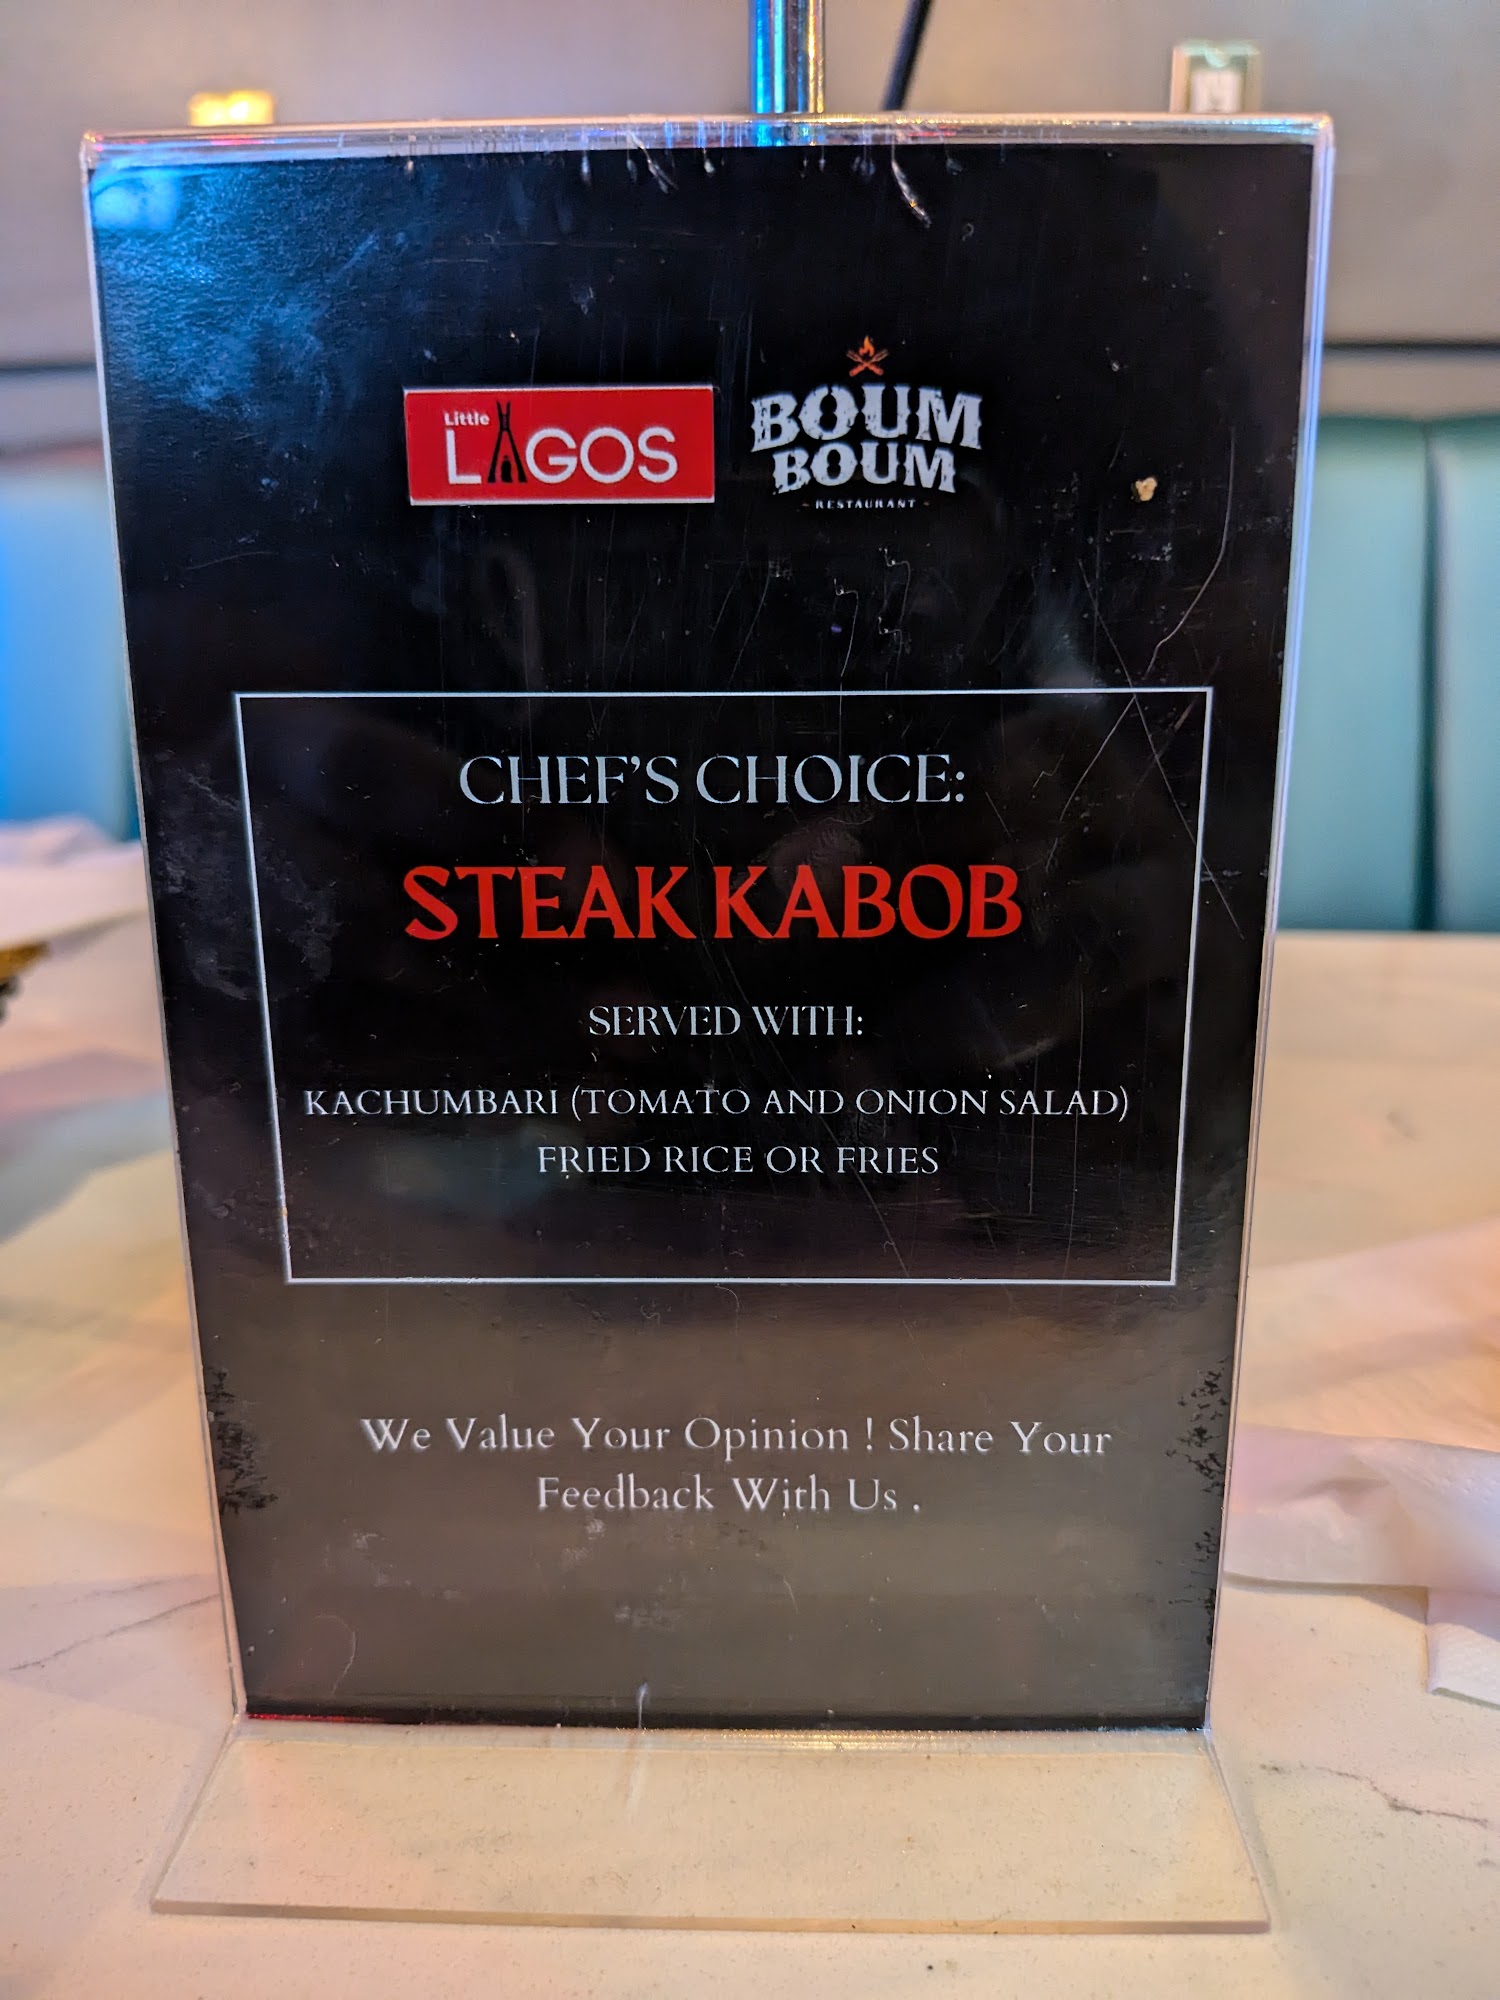 Little
LAGOS
BOUM
BOUM
RESTAURANT
CHEF'S CHOICE:
STEAK KABOB
SERVED WITH:
KACHUMBARI (TOMATO AND ONION SALAD)
FRIED RICE OR FRIES
We Value Your Opinion ! Share Your
Feedback With Us .